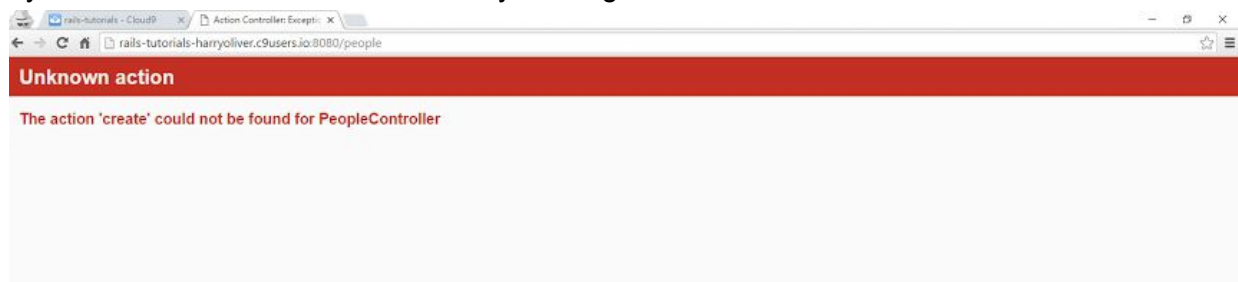 rails-tutorials - Cloud9 x Action Controller: Excepti x
rails-tutorials-harryoliver.c9users.io:8080/people
Unknown action
The action 'create' could not be found for PeopleController